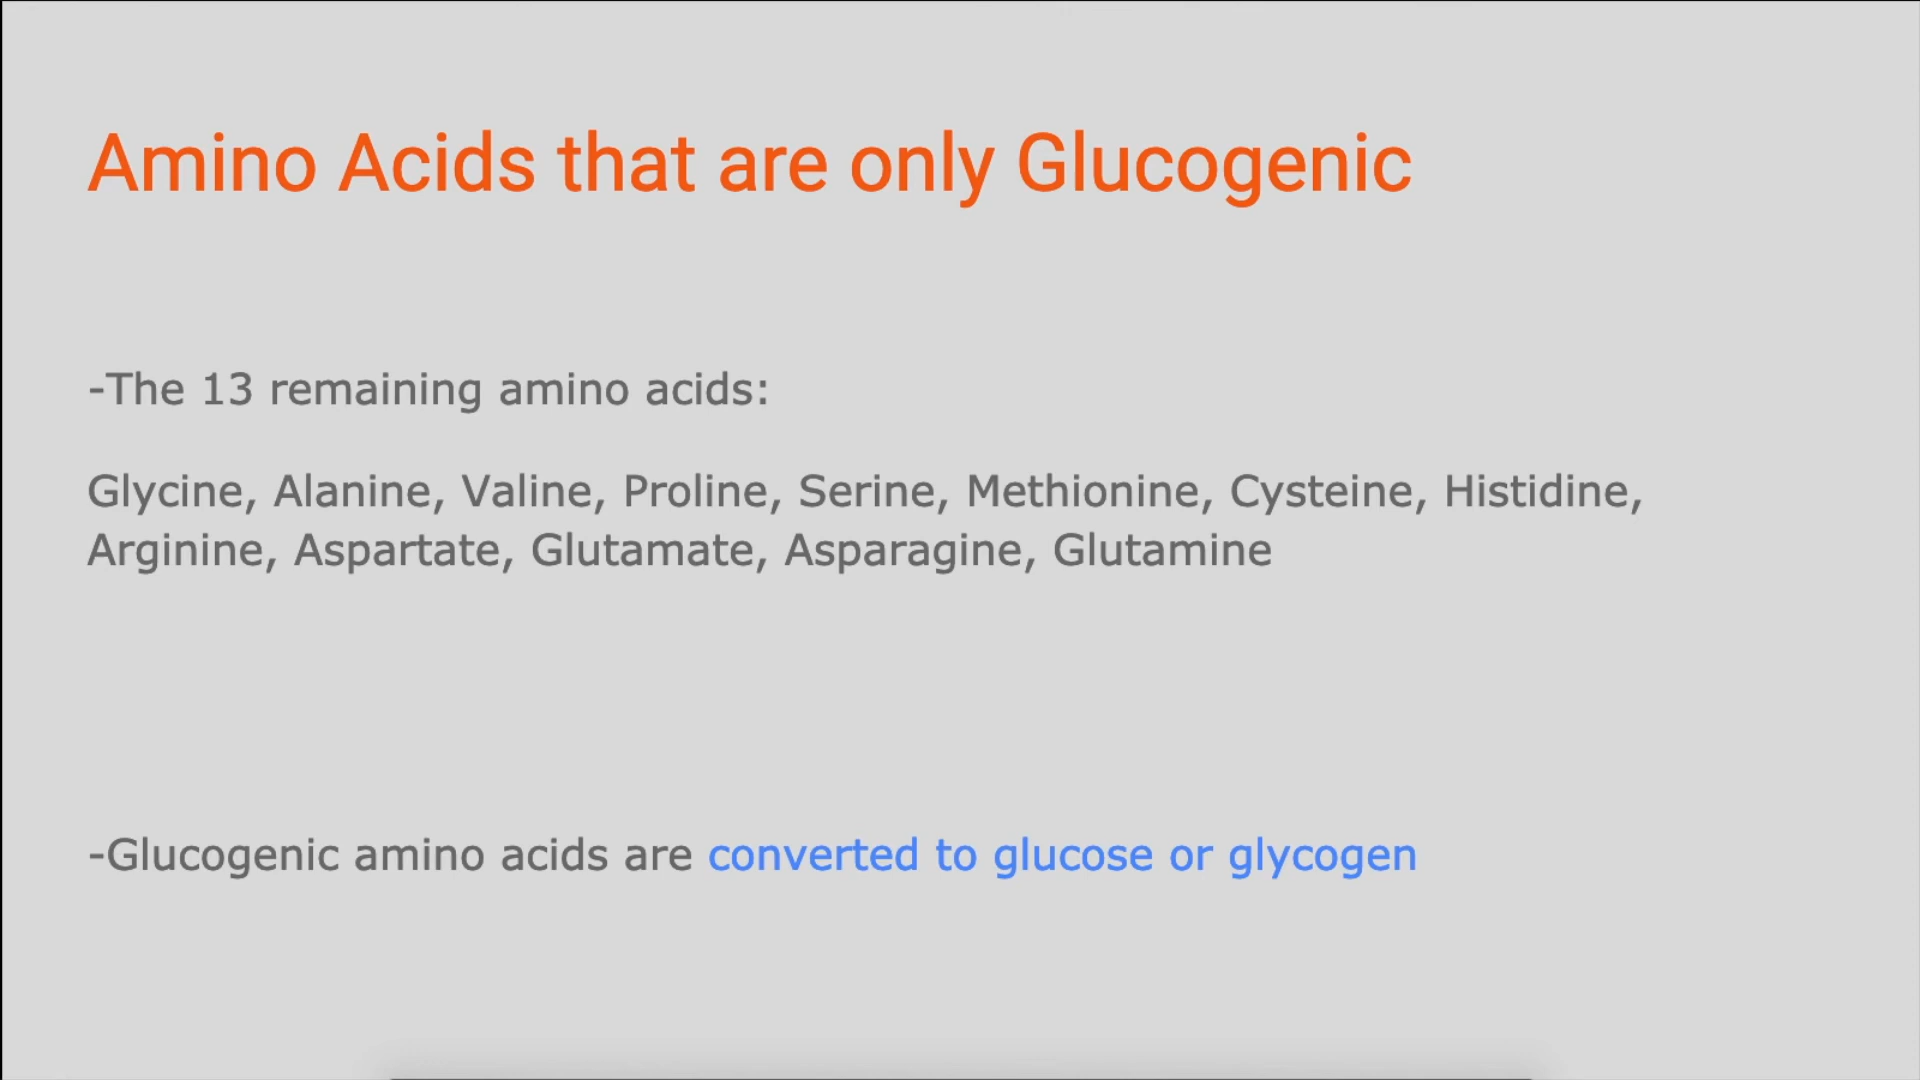 Amino Acids that are only Glucogenic
-The 13 remaining amino acids:
Glycine, Alanine, Valine, Proline, Serine, Methionine, Cysteine, Histidine,
Arginine, Aspartate, Glutamate, Asparagine, Glutamine
-Glucogenic amino acids are converted to glucose or glycogen